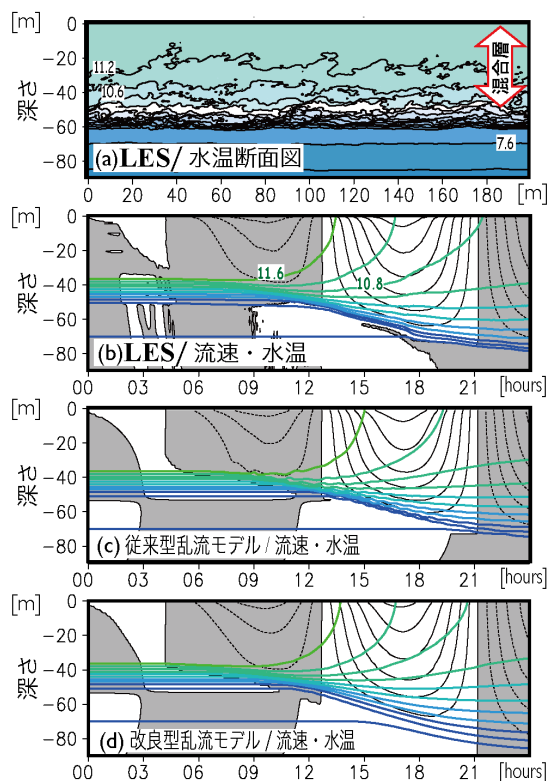 [m]
0
−20
−40
−60
−80
深さ
11.2
10.6
7.6
混合層
(a)LES/ 水温断面図
0 20 40 60 80 100 120 140 160 180 [m]
[m]
0
−20
−40
−60
−80
深さ
11.6
10.8
(b)LES/ 流速・水温
00 03 06 09 12 15 18 21 [hours]
[m]
0
−20
−40
−60
−80
深さ
(c) 従来型乱流モデル/ 流速・水温
00 03 06 09 12 15 18 21 [hours]
[m]
0
−20
−40
−60
−80
深さ
(d) 改良型乱流モデル/ 流速・水温
00 03 06 09 12 15 18 21 [hours]